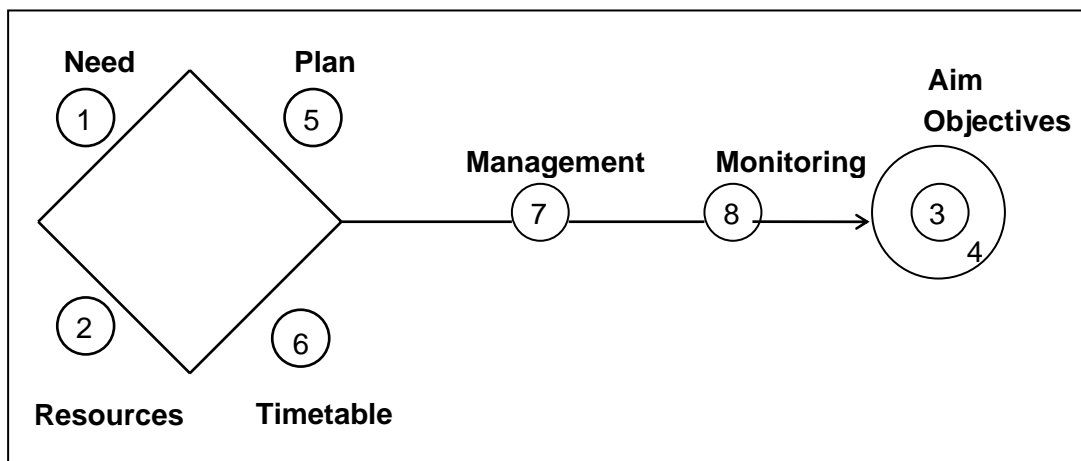 Need Plan
Aim
1 5
Objectives
Management Monitoring
7 8 3
4
2 6
Resources Timetable